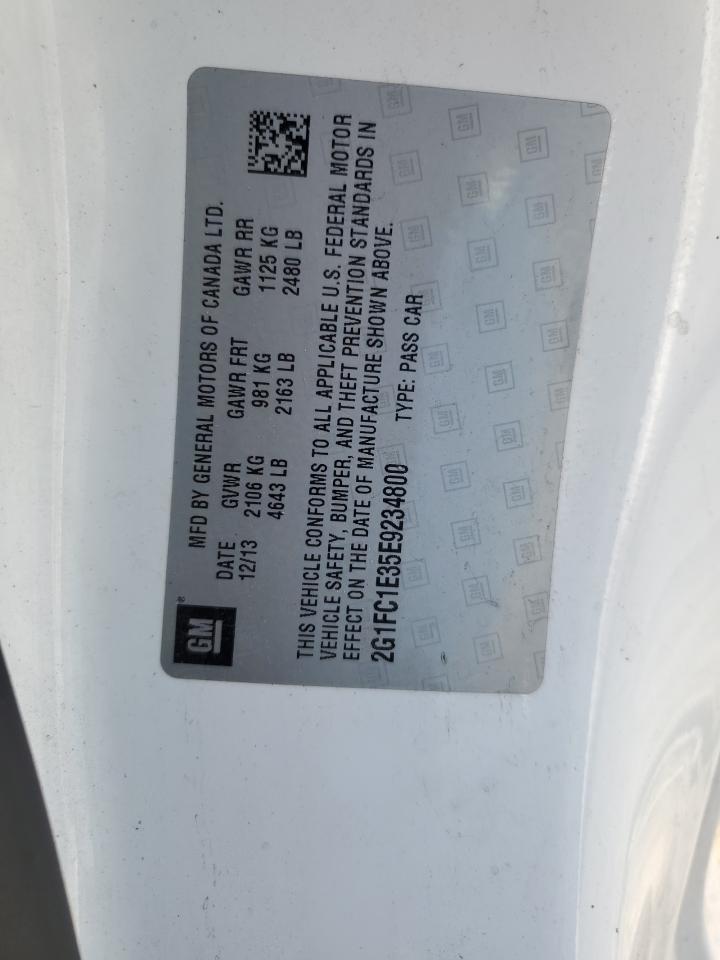 GM®
MFD BY GENERAL MOTORS OF CANADA LTD.
DATE GVWR GAWR FRT GAWR RR
12/13 2106 KG 981 KG 1125 KG
4643 LB 2163 LB 2480 LB
THIS VEHICLE CONFORMS TO ALL APPLICABLE U.S. FEDERAL MOTOR
VEHICLE SAFETY, BUMPER, AND THEFT PREVENTION STANDARDS IN
EFFECT ON THE DATE OF MANUFACTURE SHOWN ABOVE.
2G1FC1E35E9234800 TYPE: PASS CAR